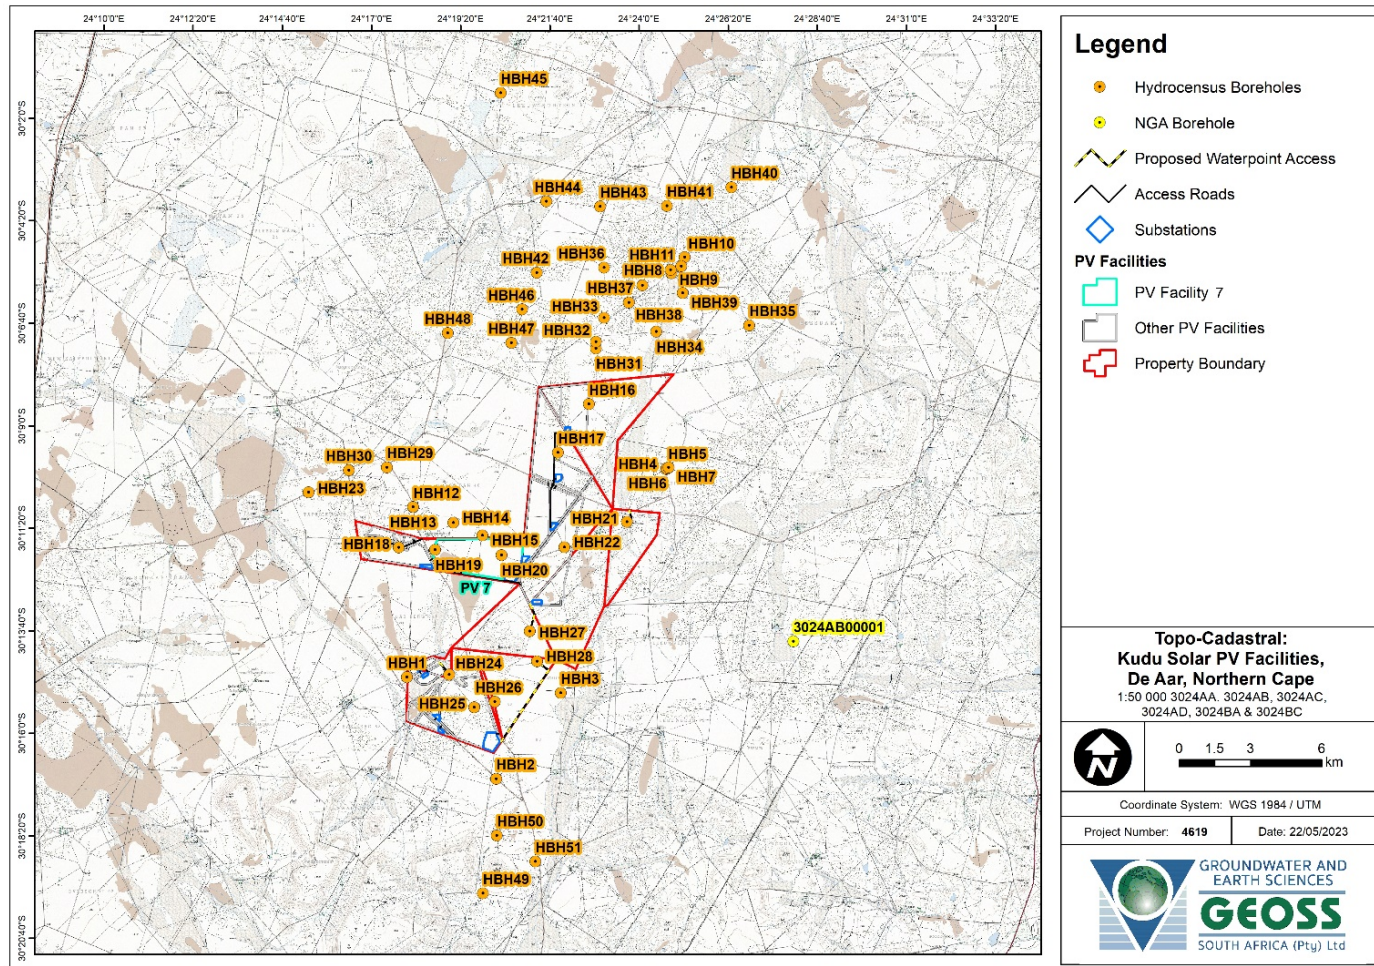 24°10'0"E
24°12'20"E
24°14'40"E
24°17'0"E
24°19'20"E
24°21'40"E
24°24'0"E
24°26'20"E
24°28'40"E
24°31'0"E
24°33'20"E
30°2'0"S
30°4'20"S
30°6'40"S
30°9'0"S
30°11'20"S
30°13'40"S
30°16'0"S
30°18'20"S
30°20'40"S
HBH45
HBH40
HBH44
HBH43
HBH41
HBH10
HBH36
HBH11
HBH42
HBH8
HBH9
HBH37
HBH46
HBH39
HBH33
HBH38
HBH35
HBH48
HBH47
HBH32
HBH34
HBH31
HBH16
HBH17
HBH29
HBH5
HBH30
HBH4
HBH7
HBH6
HBH23
HBH12
HBH14
HBH13
HBH21
HBH15
HBH18
HBH22
HBH19
HBH20
PV 7
HBH27
3024AB00001
HBH28
HBH1
HBH24
HBH3
HBH26
HBH25
HBH2
HBH50
HBH51
HBH49
Legend
Hydrocensus Boreholes
NGA Borehole
Proposed Waterpoint Access
Access Roads
Substations
PV Facilities
PV Facility 7
Other PV Facilities
Property Boundary
Topo-Cadastral:
Kudu Solar PV Facilities,
De Aar, Northern Cape
1:50 000 3024AA. 3024AB, 3024AC,
3024AD, 3024BA & 3024BC
N
0 1.5 3 6
km
Coordinate System: WGS 1984 / UTM
Project Number: 4619
Date: 22/05/2023
GROUNDWATER AND
EARTH SCIENCES
GEOSS
SOUTH AFRICA (Pty) Ltd